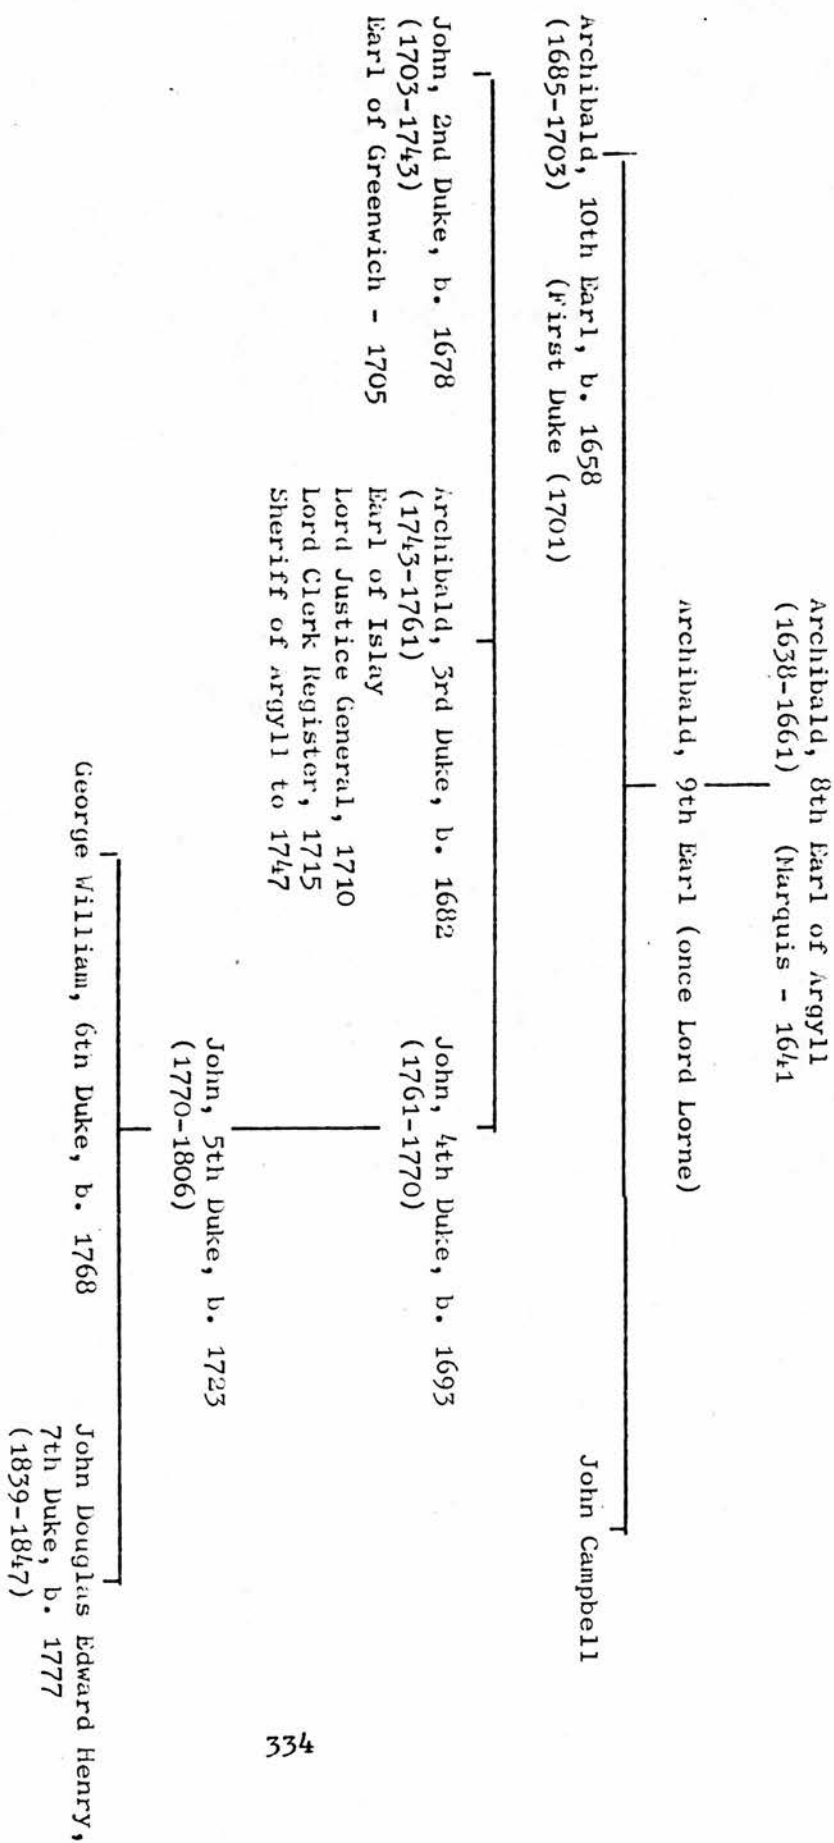 Archibald, 8th Earl of Argyll
(1638-1661) (Marquis - 1641
Archibald, 9th Earl (once Lord Lorne)
Archibald, 10th Earl, b. 1658
(1685-1703) (First Duke (1701)
John Campbell
John, 2nd Duke, b. 1678
(1703-1743)
Earl of Greenwich - 1705
Archibald, 3rd Duke, b. 1682
(1743-1761)
Earl of Islay
Lord Justice General, 1710
Lord Clerk Register, 1715
Sheriff of Argyll to 1747
John, 4th Duke, b. 1693
(1761-1770)
John, 5th Duke, b. 1723
(1770-1806)
George William, 6th Duke, b. 1768
John Douglas Edward Henry,
7th Duke, b. 1777
(1839-1847)
334